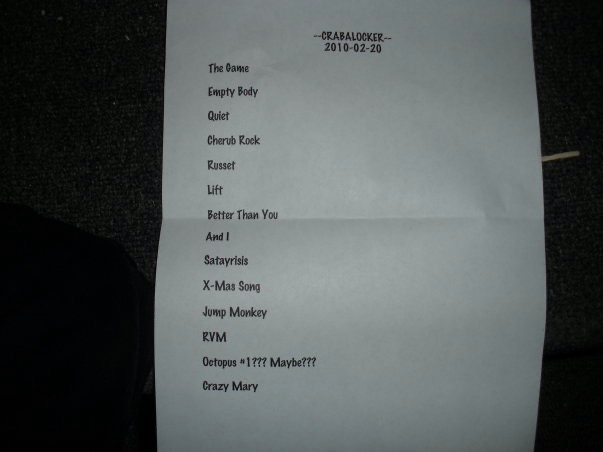 --CRABALOCKER--
2010-02-20
The Game
Empty Body
Quiet
Cherub Rock
Russet
Lift
Better Than You
And I
Satayrisis
X-Mas Song
Jump Monkey
RVM
Octopus #1??? Maybe???
Crazy Mary